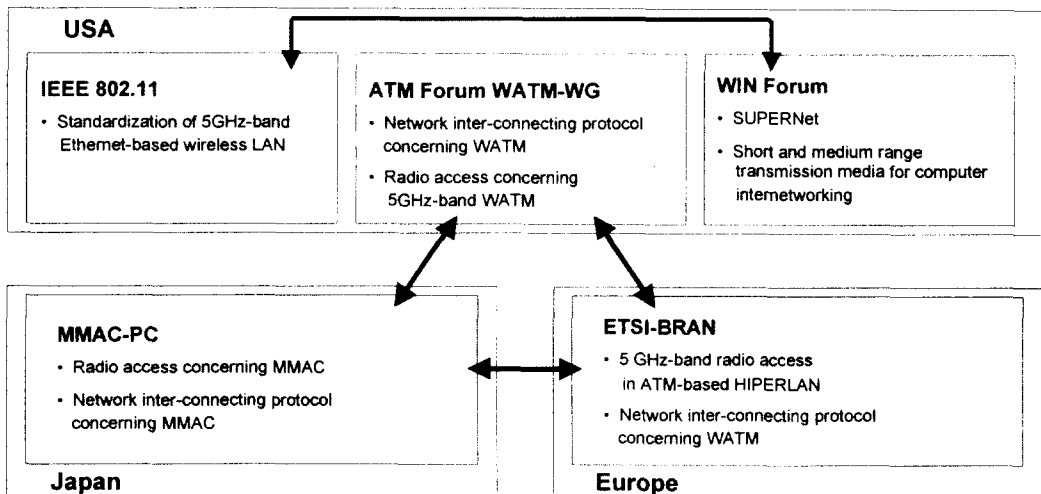 USA
IEEE 802.11
• Standardization of 5GHz-band
Ethernet-based wireless LAN
ATM Forum WATM-WG
• Network inter-connecting protocol
concerning WATM
• Radio access concerning
5GHz-band WATM
WIN Forum
• SUPERNet
• Short and medium range
transmission media for computer
internetworking
MMAC-PC
• Radio access concerning MMAC
• Network inter-connecting protocol
concerning MMAC
Japan
ETSI-BRAN
• 5 GHz-band radio access
in ATM-based HIPERLAN
• Network inter-connecting protocol
concerning WATM
Europe